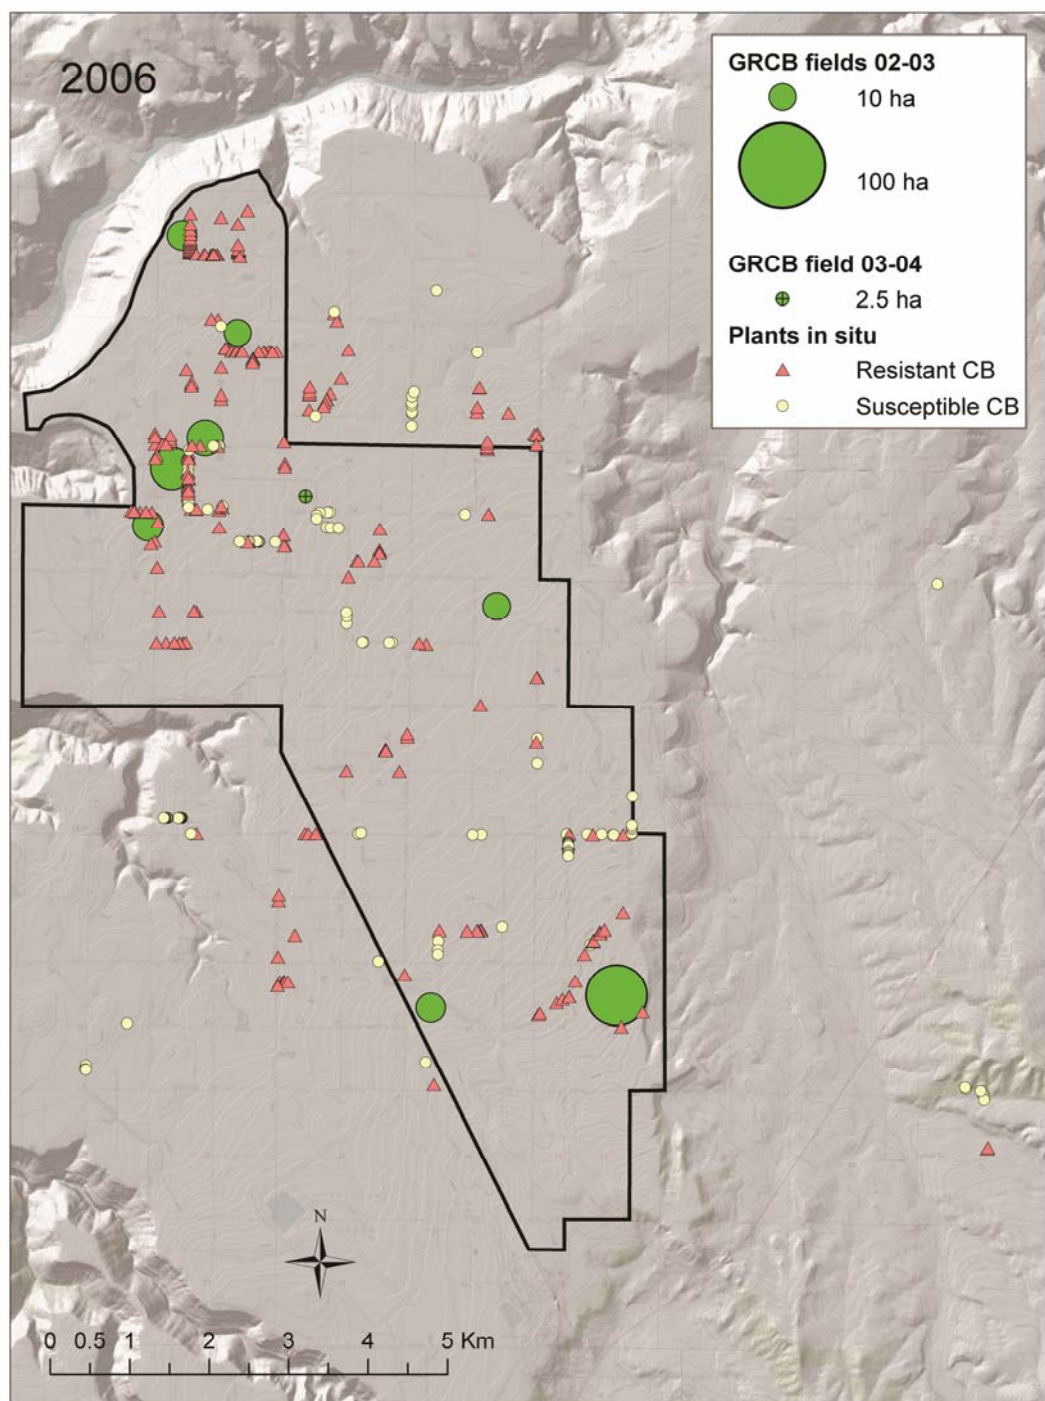 2006
GRCB fields 02-03
10 ha
100 ha
GRCB field 03-04
2.5 ha
Plants in situ
Resistant CB
Susceptible CB
N
0 0.5 1 2 3 4 5 Km